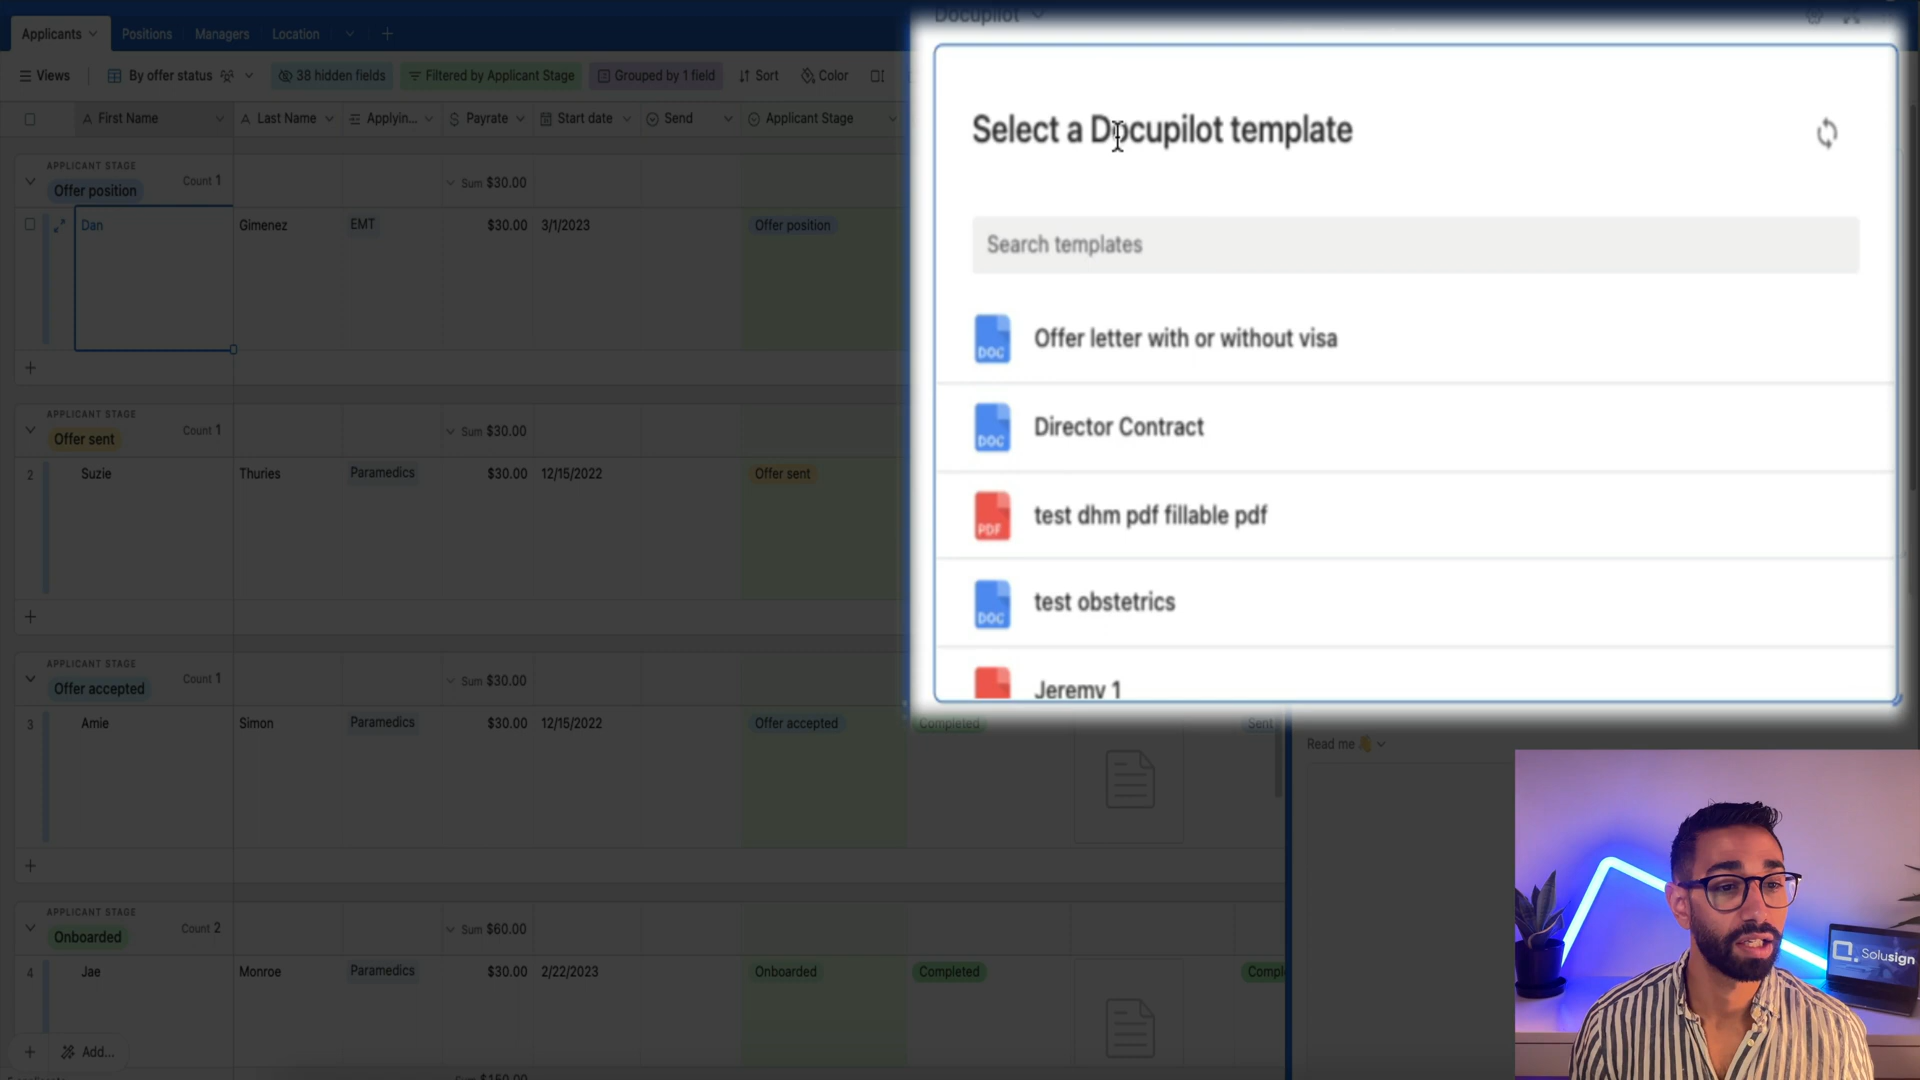 Applicants
Positions
Managers
Location
Docupilot
Views
By offer status
38 hidden fields
Filtered by Applicant Stage
Grouped by 1 field
Sort
Color
First Name
Last Name
Applyin...
Payrate
Start date
Send
Applicant Stage
APPLICANT STAGE
Offer position
Count 1
Sum $30.00
Dan
Gimenez
EMT
$30.00
3/1/2023
Offer position
APPLICANT STAGE
Offer sent
Count 1
Sum $30.00
2
Suzie
Thuries
Paramedics
$30.00
12/15/2022
Offer sent
APPLICANT STAGE
Offer accepted
Count 1
Sum $30.00
3
Amie
Simon
Paramedics
$30.00
12/15/2022
Offer accepted
Completed
Sent
APPLICANT STAGE
Onboarded
Count 2
Sum $60.00
4
Jae
Monroe
Paramedics
$30.00
2/22/2023
Onboarded
Completed
Compl
Add...
Sum $150.00
Select a Docupilot template
Search templates
DOC
Offer letter with or without visa
DOC
Director Contract
PDF
test dhm pdf fillable pdf
DOC
test obstetrics
Jeremy 1
Read me
Solusign